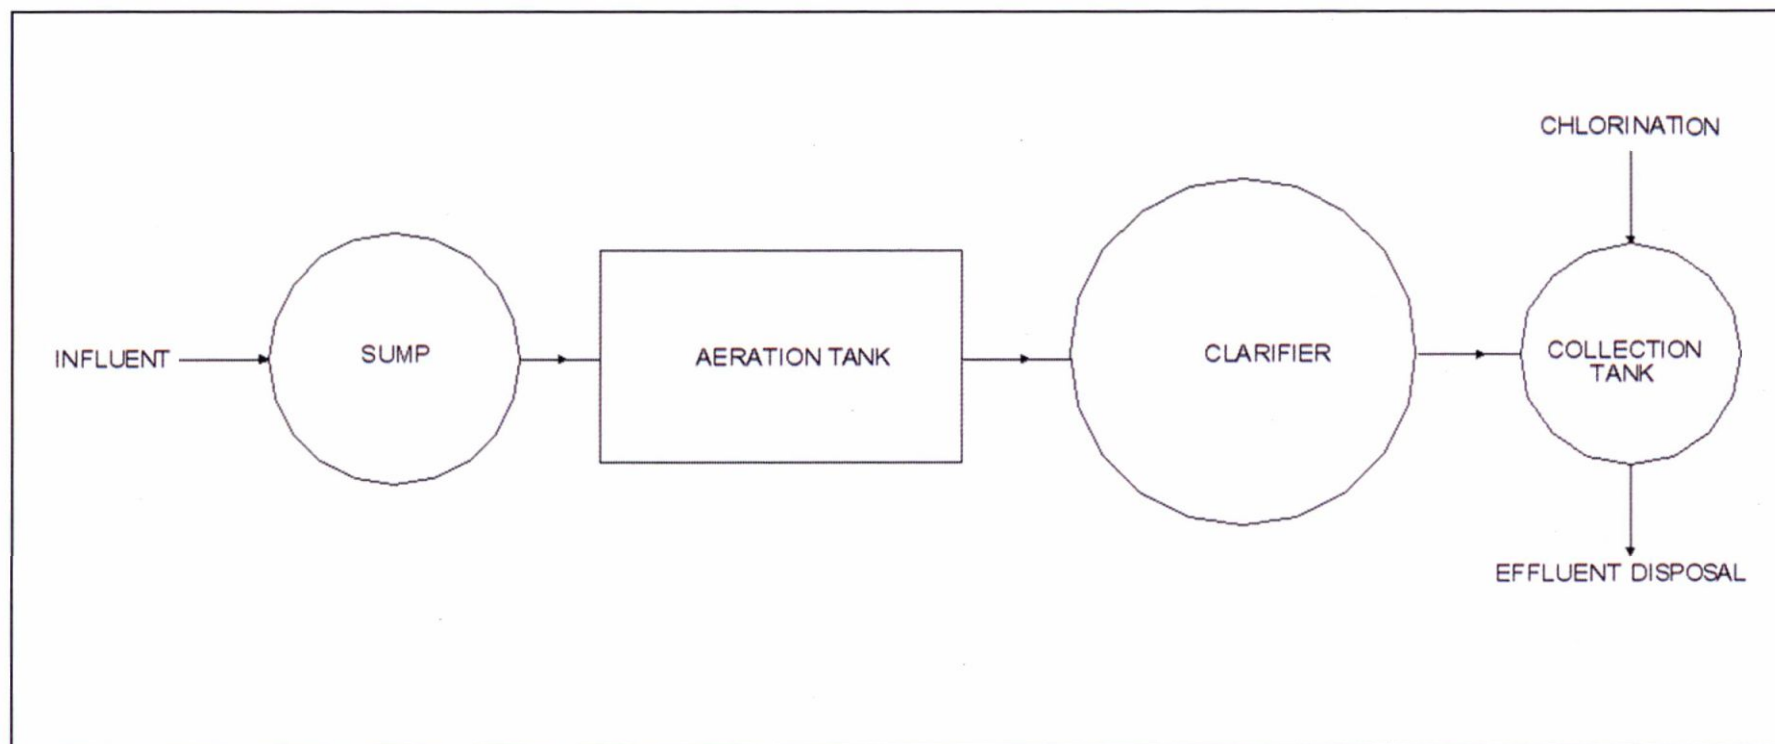 CHLORINATION
INFLUENT
SUMP
AERATION TANK
CLARIFIER
COLLECTION
TANK
EFFLUENT DISPOSAL